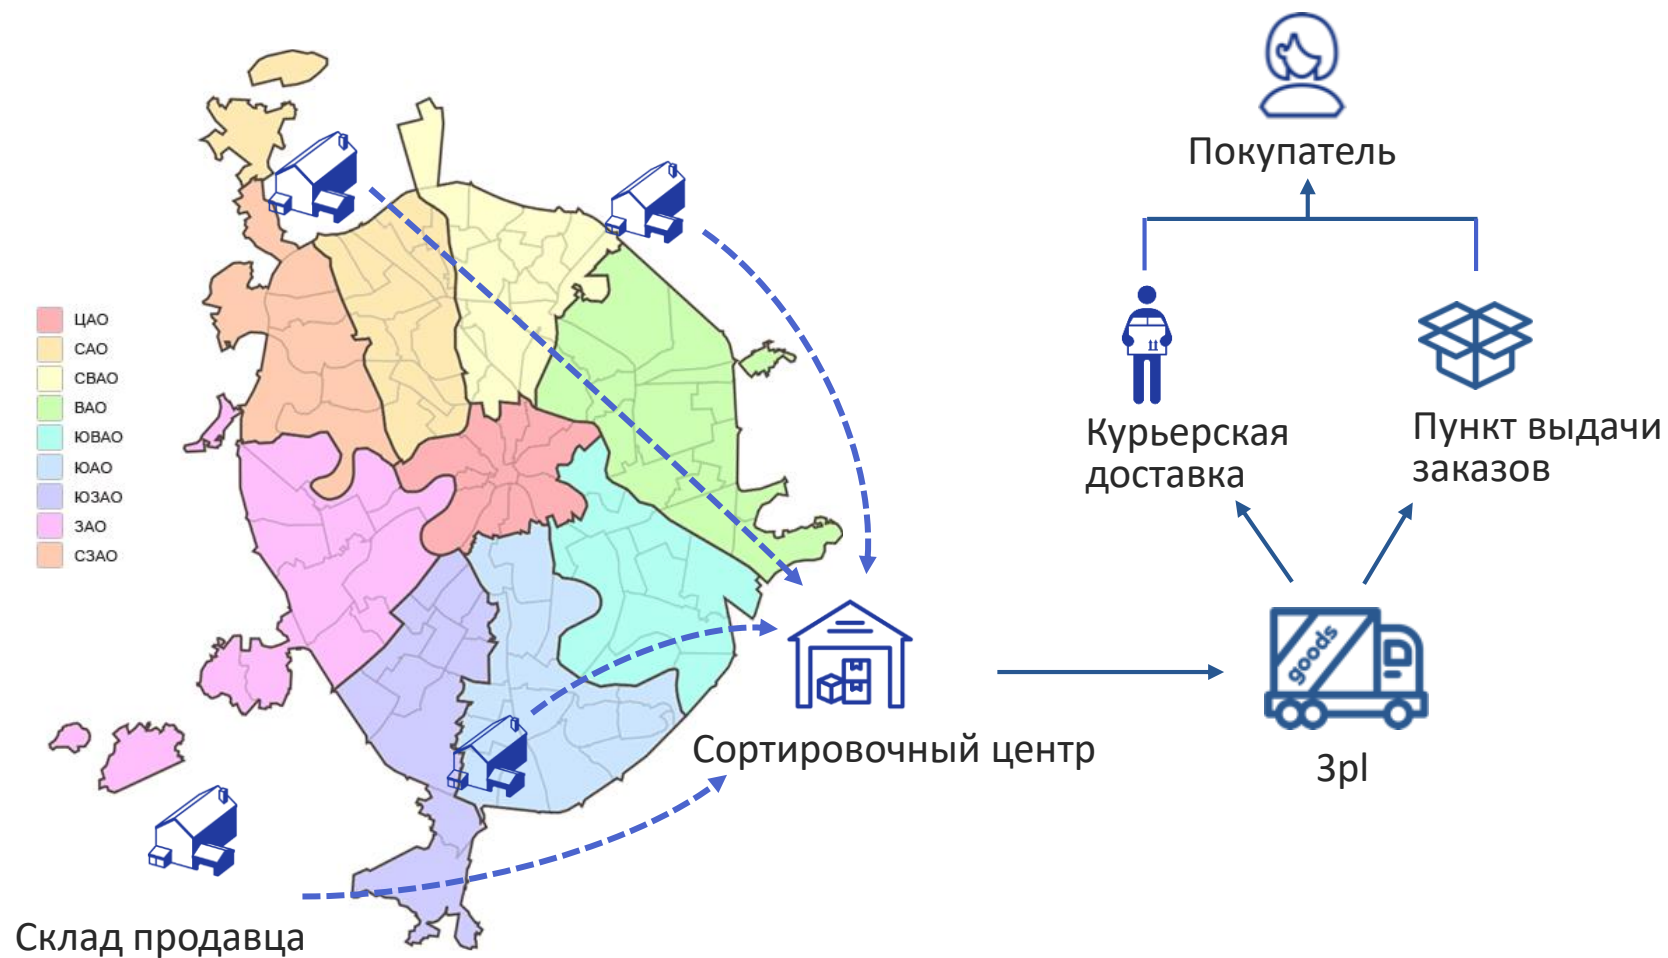 Покупатель
ЦАО
САО
СВАО
ВАО
ЮВАО
ЮАО
ЮЗАО
ЗАО
СЗАО
Курьерская
доставка
Пункт выдачи
заказов
goods
Сортировочный центр
3pl
Склад продавца